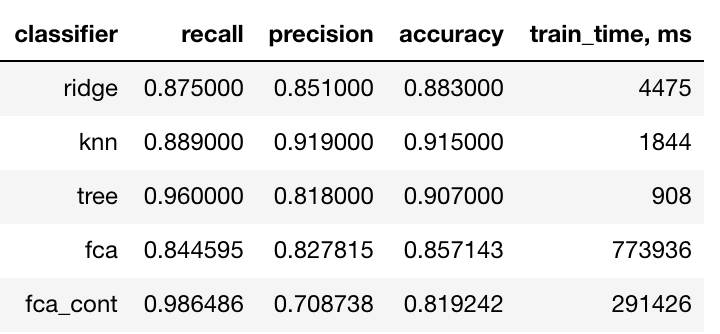 classifier recall precision accuracy train_time, ms
ridge 0.875000 0.851000 0.883000 4475
knn 0.889000 0.919000 0.915000 1844
tree 0.960000 0.818000 0.907000 908
fca 0.844595 0.827815 0.857143 773936
fca_cont 0.986486 0.708738 0.819242 291426